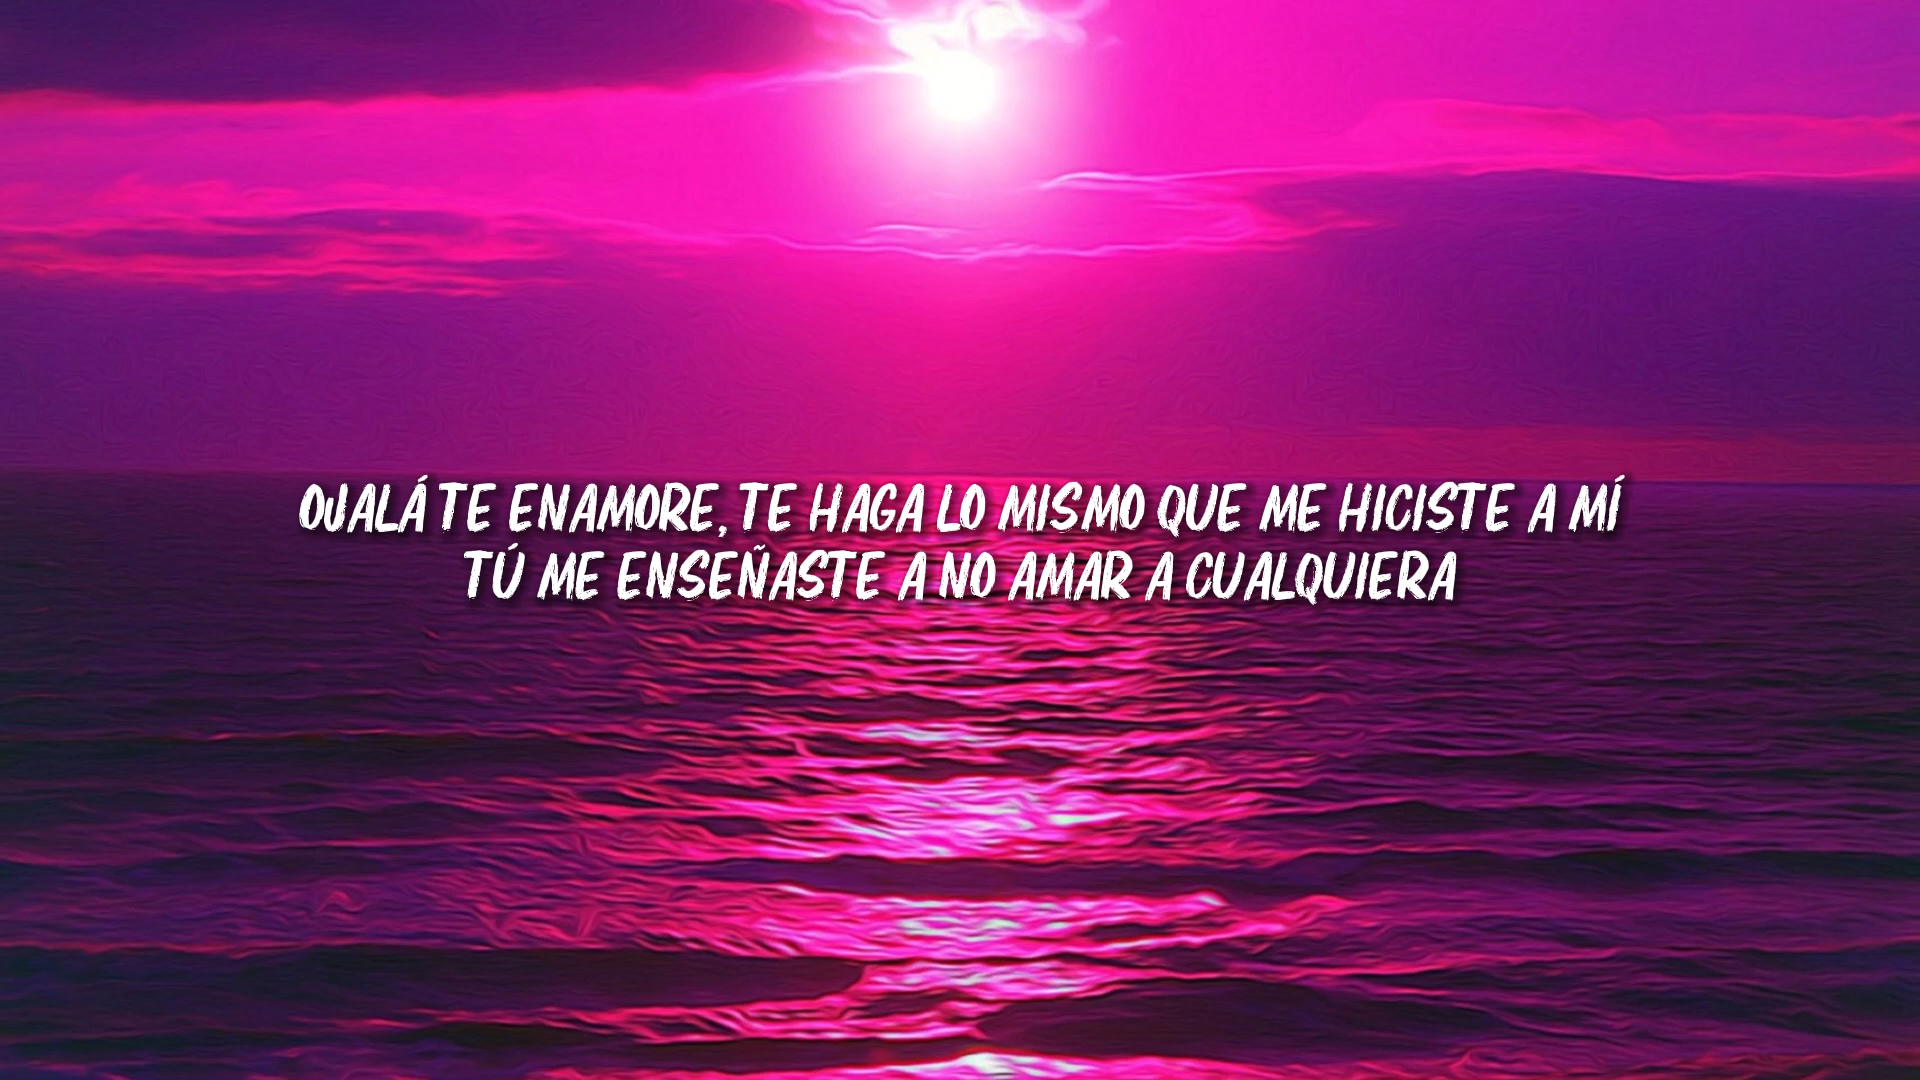 OJALÁ TE ENAMORE, TE HAGA LO MISMO QUE ME HICISTE A MÍ
TÚ ME ENSEÑASTE A NO AMAR A CUALQUIERA